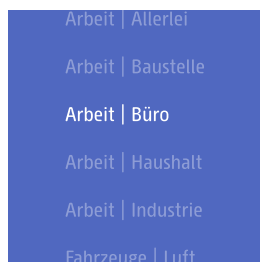 Arbeit | Allerlei
Arbeit | Baustelle
Arbeit | Büro
Arbeit | Haushalt
Arbeit | Industrie
Fahrzeuge | Luft